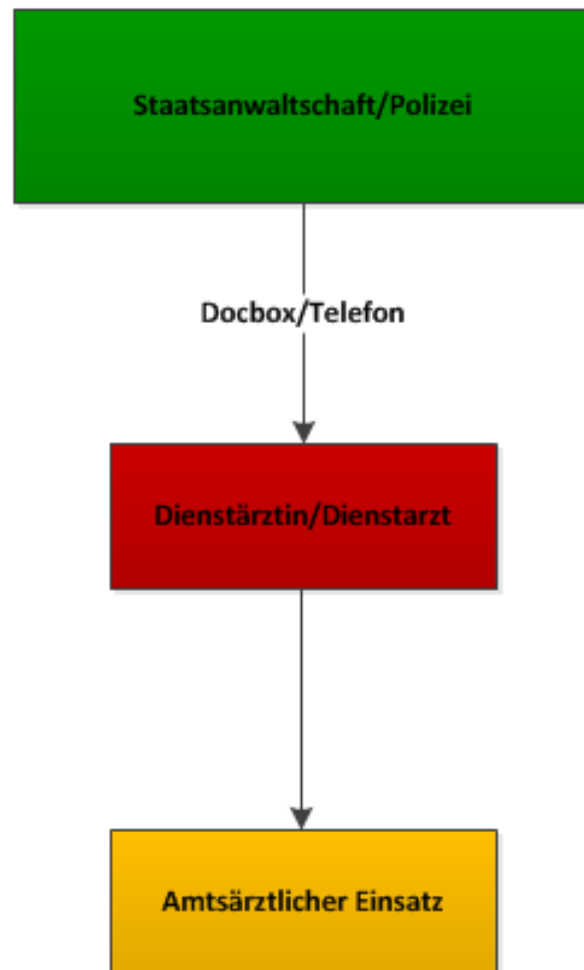 Staatsanwaltschaft/Polizei
Docbox/Telefon
Dienstärztin/Dienstarzt
Amtsärztlicher Einsatz